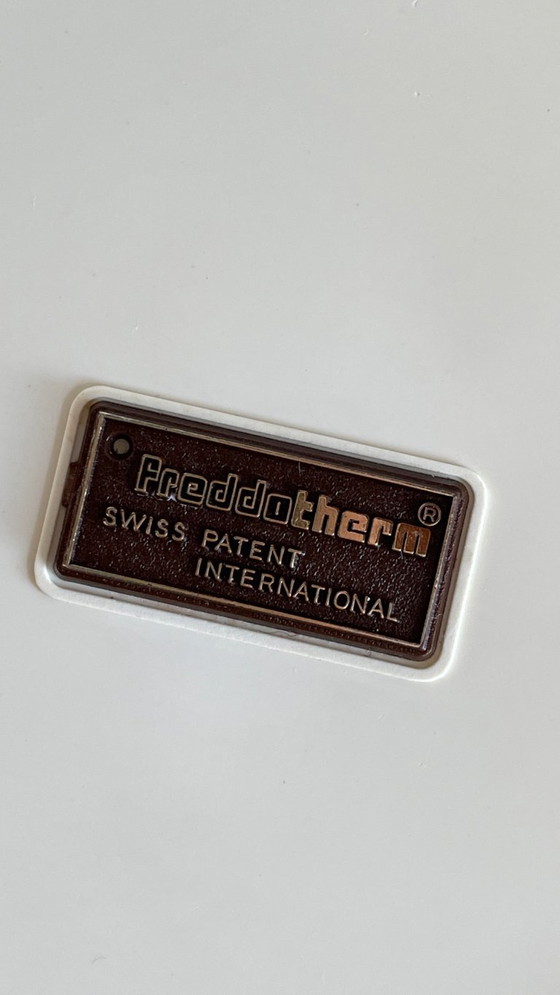 freddotherm®
SWISS PATENT
INTERNATIONAL